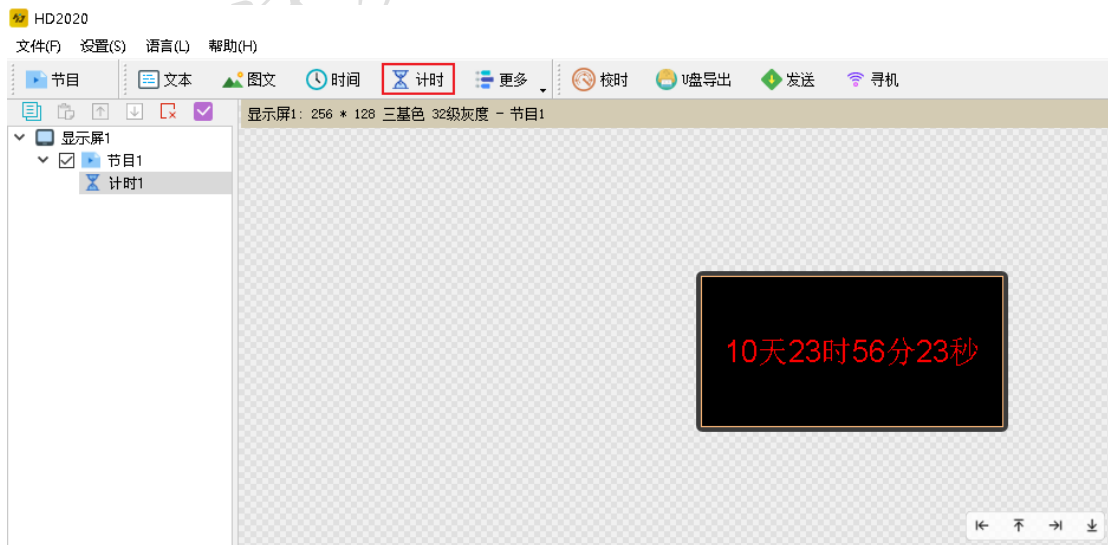 HD2020
文件(F) 设置(S) 语言(L) 帮助(H)
节目 文本 图文 时间 计时 更多 校时 U盘导出 发送 寻机
显示屏1: 256 * 128 三基色 32级灰度 - 节目1
显示屏1
节目1
计时1
10天23时56分23秒